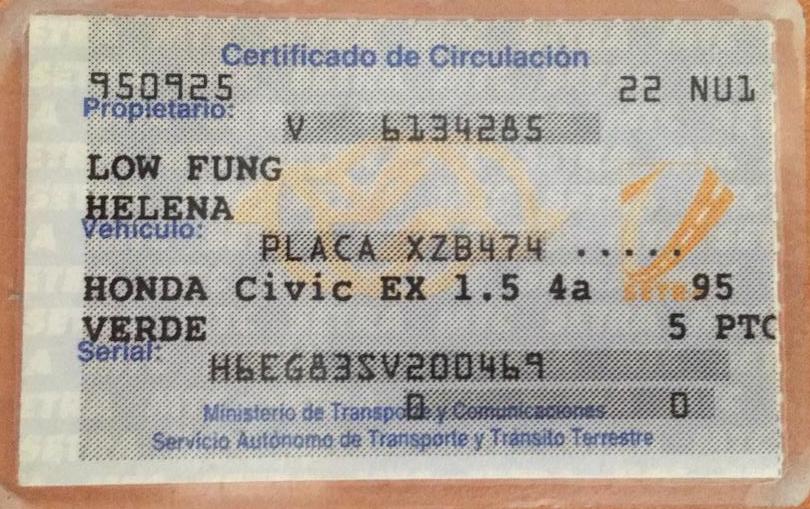 Certificado de Circulación
950925 22 NU1
Propietario:
V 6134285
LOW FUNG
HELENA
Vehículo:
PLACA XZB474 .....
HONDA Civic EX 1.5 4a 95
VERDE 5 PTO
Serial:
H6EG83SV200469
0 0
Ministerio de Transporte y Comunicaciones
Servicio Autónomo de Transporte y Tránsito Terrestre